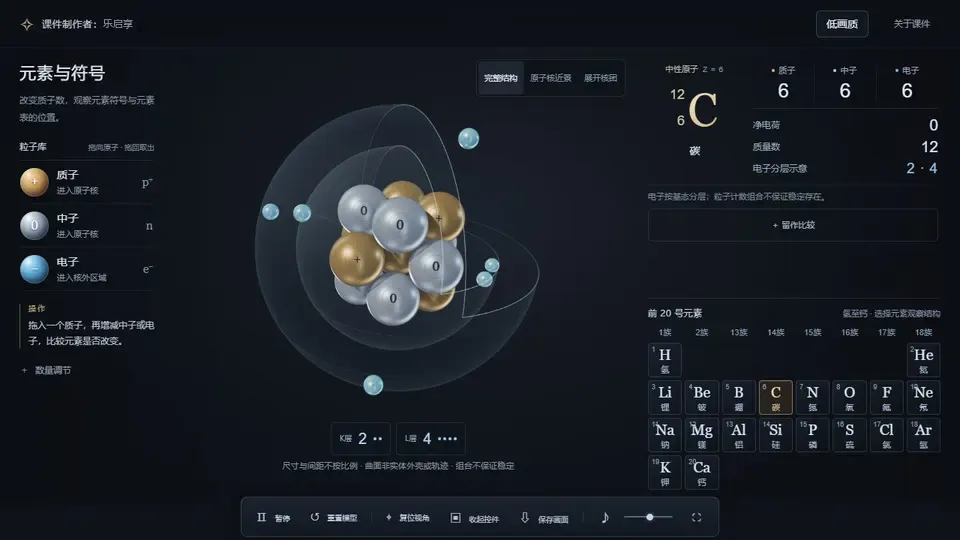 课件制作者：乐启享
低画质
关于课件
元素与符号
改变质子数，观察元素符号与元素
表的位置。
粒子库
拖向原子 · 拖回取出
+
质子
进入原子核
p⁺
0
中子
进入原子核
n
−
电子
进入核外区域
e⁻
操作
拖入一个质子，再增减中子或电
子，比较元素是否改变。
+ 数量调节
完整结构
原子核近景
展开核团
0
0
+
+
0
0
K层 2
L层 4
尺寸与间距不按比例 · 曲面非实体外壳或轨迹 · 组合不保证稳定
中性原子 Z = 6
12
6
C
碳
质子
6
中子
6
电子
6
净电荷 0
质量数 12
电子分层示意 2 · 4
电子按基态分层；粒子计数组合不保证稳定存在。
+ 留作比较
前 20 号元素
氢至钙 · 选择元素观察结构
1族 2族 13族 14族 15族 16族 17族 18族
1 H 氢
2 He 氦
3 Li 锂
4 Be 铍
5 B 硼
6 C 碳
7 N 氮
8 O 氧
9 F 氟
10 Ne 氖
11 Na 钠
12 Mg 镁
13 Al 铝
14 Si 硅
15 P 磷
16 S 硫
17 Cl 氯
18 Ar 氩
19 K 钾
20 Ca 钙
暂停
重置模型
复位视角
收起控件
保存画面